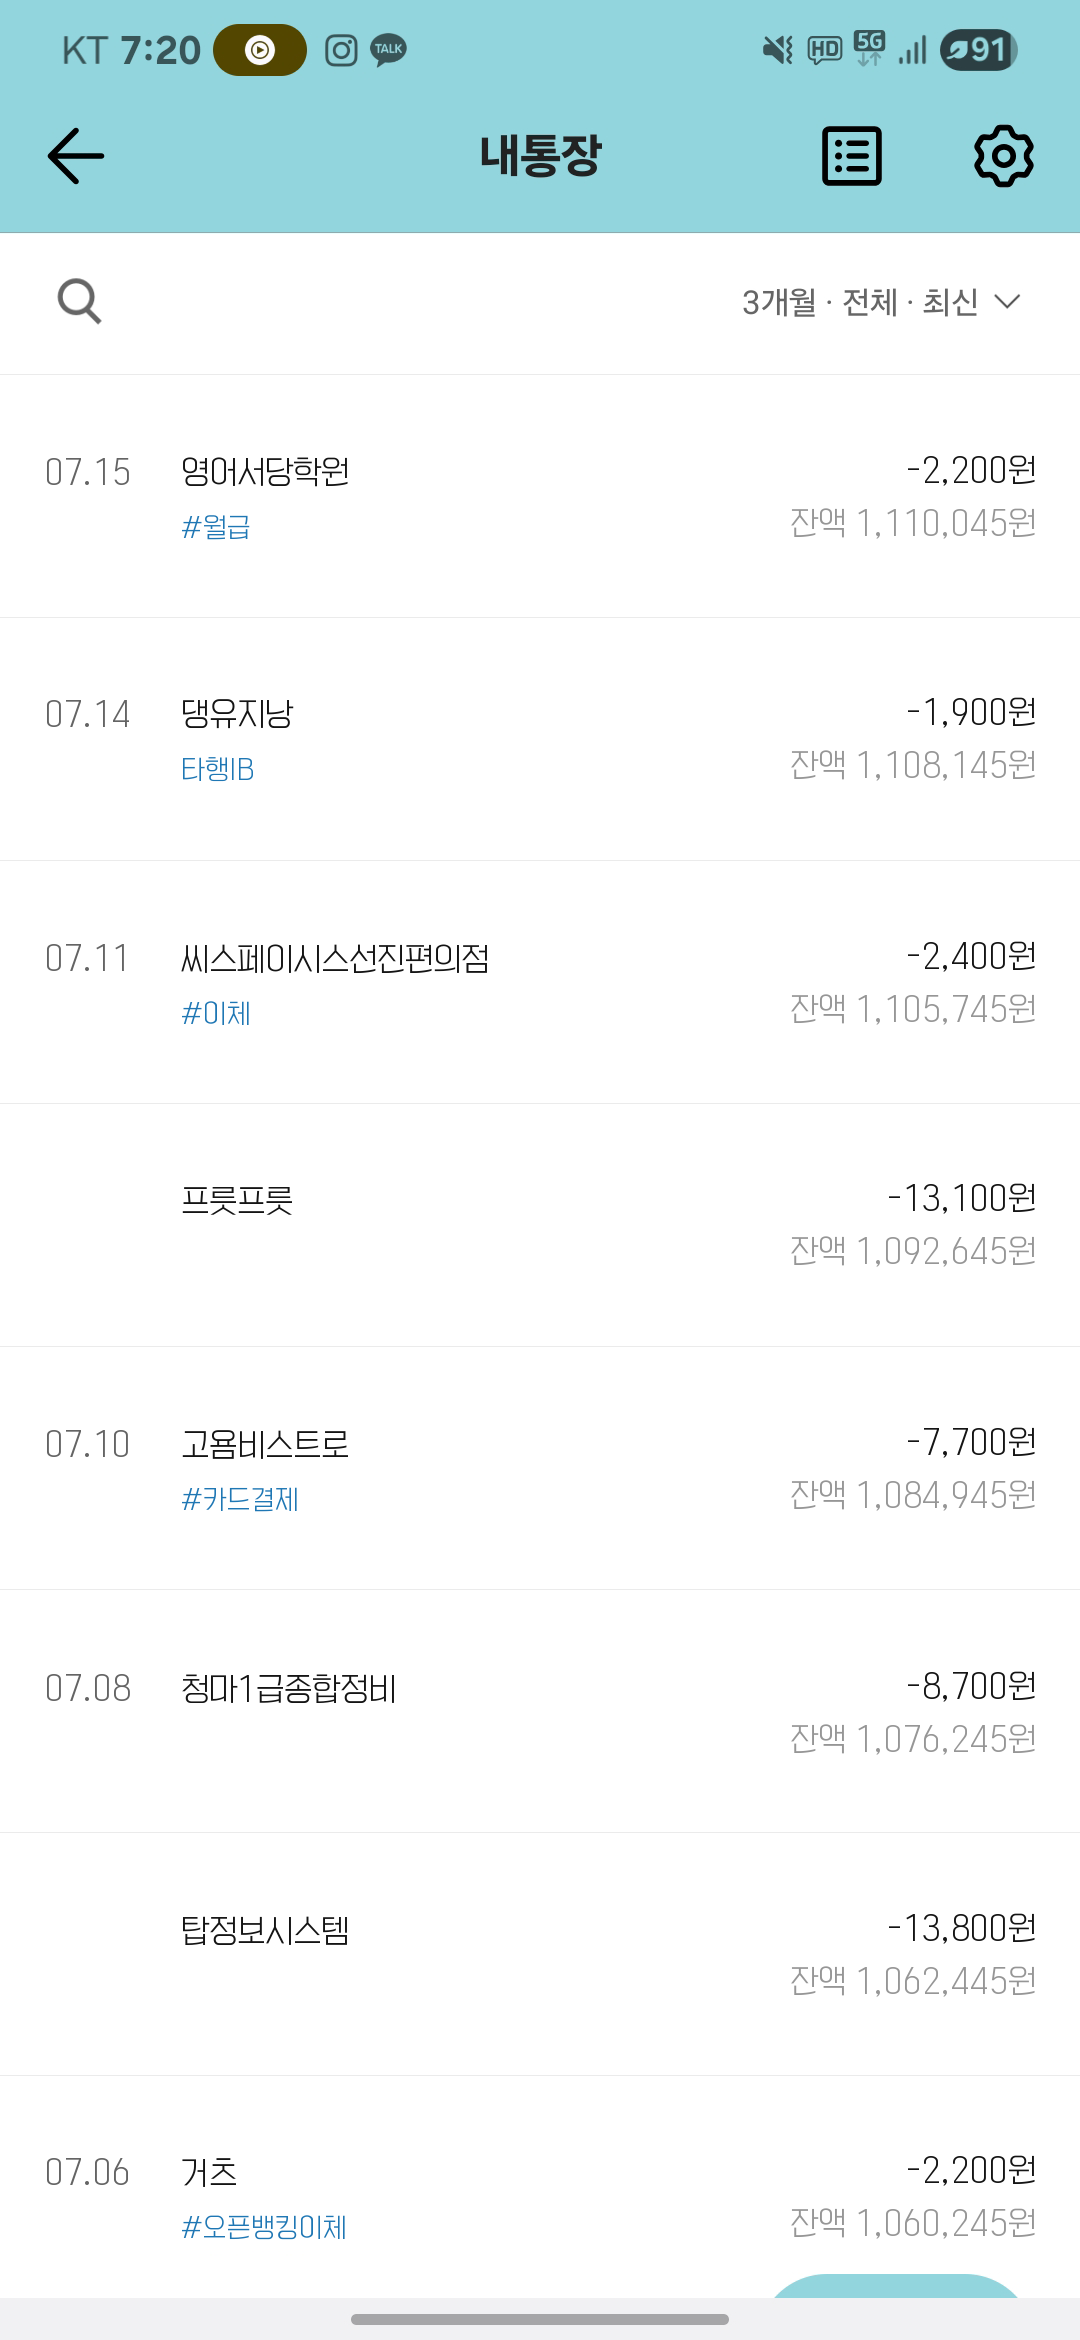 KT 7:20 TALK HD 5G 91
내통장
3개월 · 전체 · 최신
07.15 영어서당학원 -2,200원
#월급 잔액 1,110,045원
07.14 댕유지낭 -1,900원
타행IB 잔액 1,108,145원
07.11 씨스페이시스선진편의점 -2,400원
#이체 잔액 1,105,745원
프릇프릇 -13,100원
잔액 1,092,645원
07.10 고욤비스트로 -7,700원
#카드결제 잔액 1,084,945원
07.08 청마1급종합정비 -8,700원
잔액 1,076,245원
탑정보시스템 -13,800원
잔액 1,062,445원
07.06 거츠 -2,200원
#오픈뱅킹이체 잔액 1,060,245원